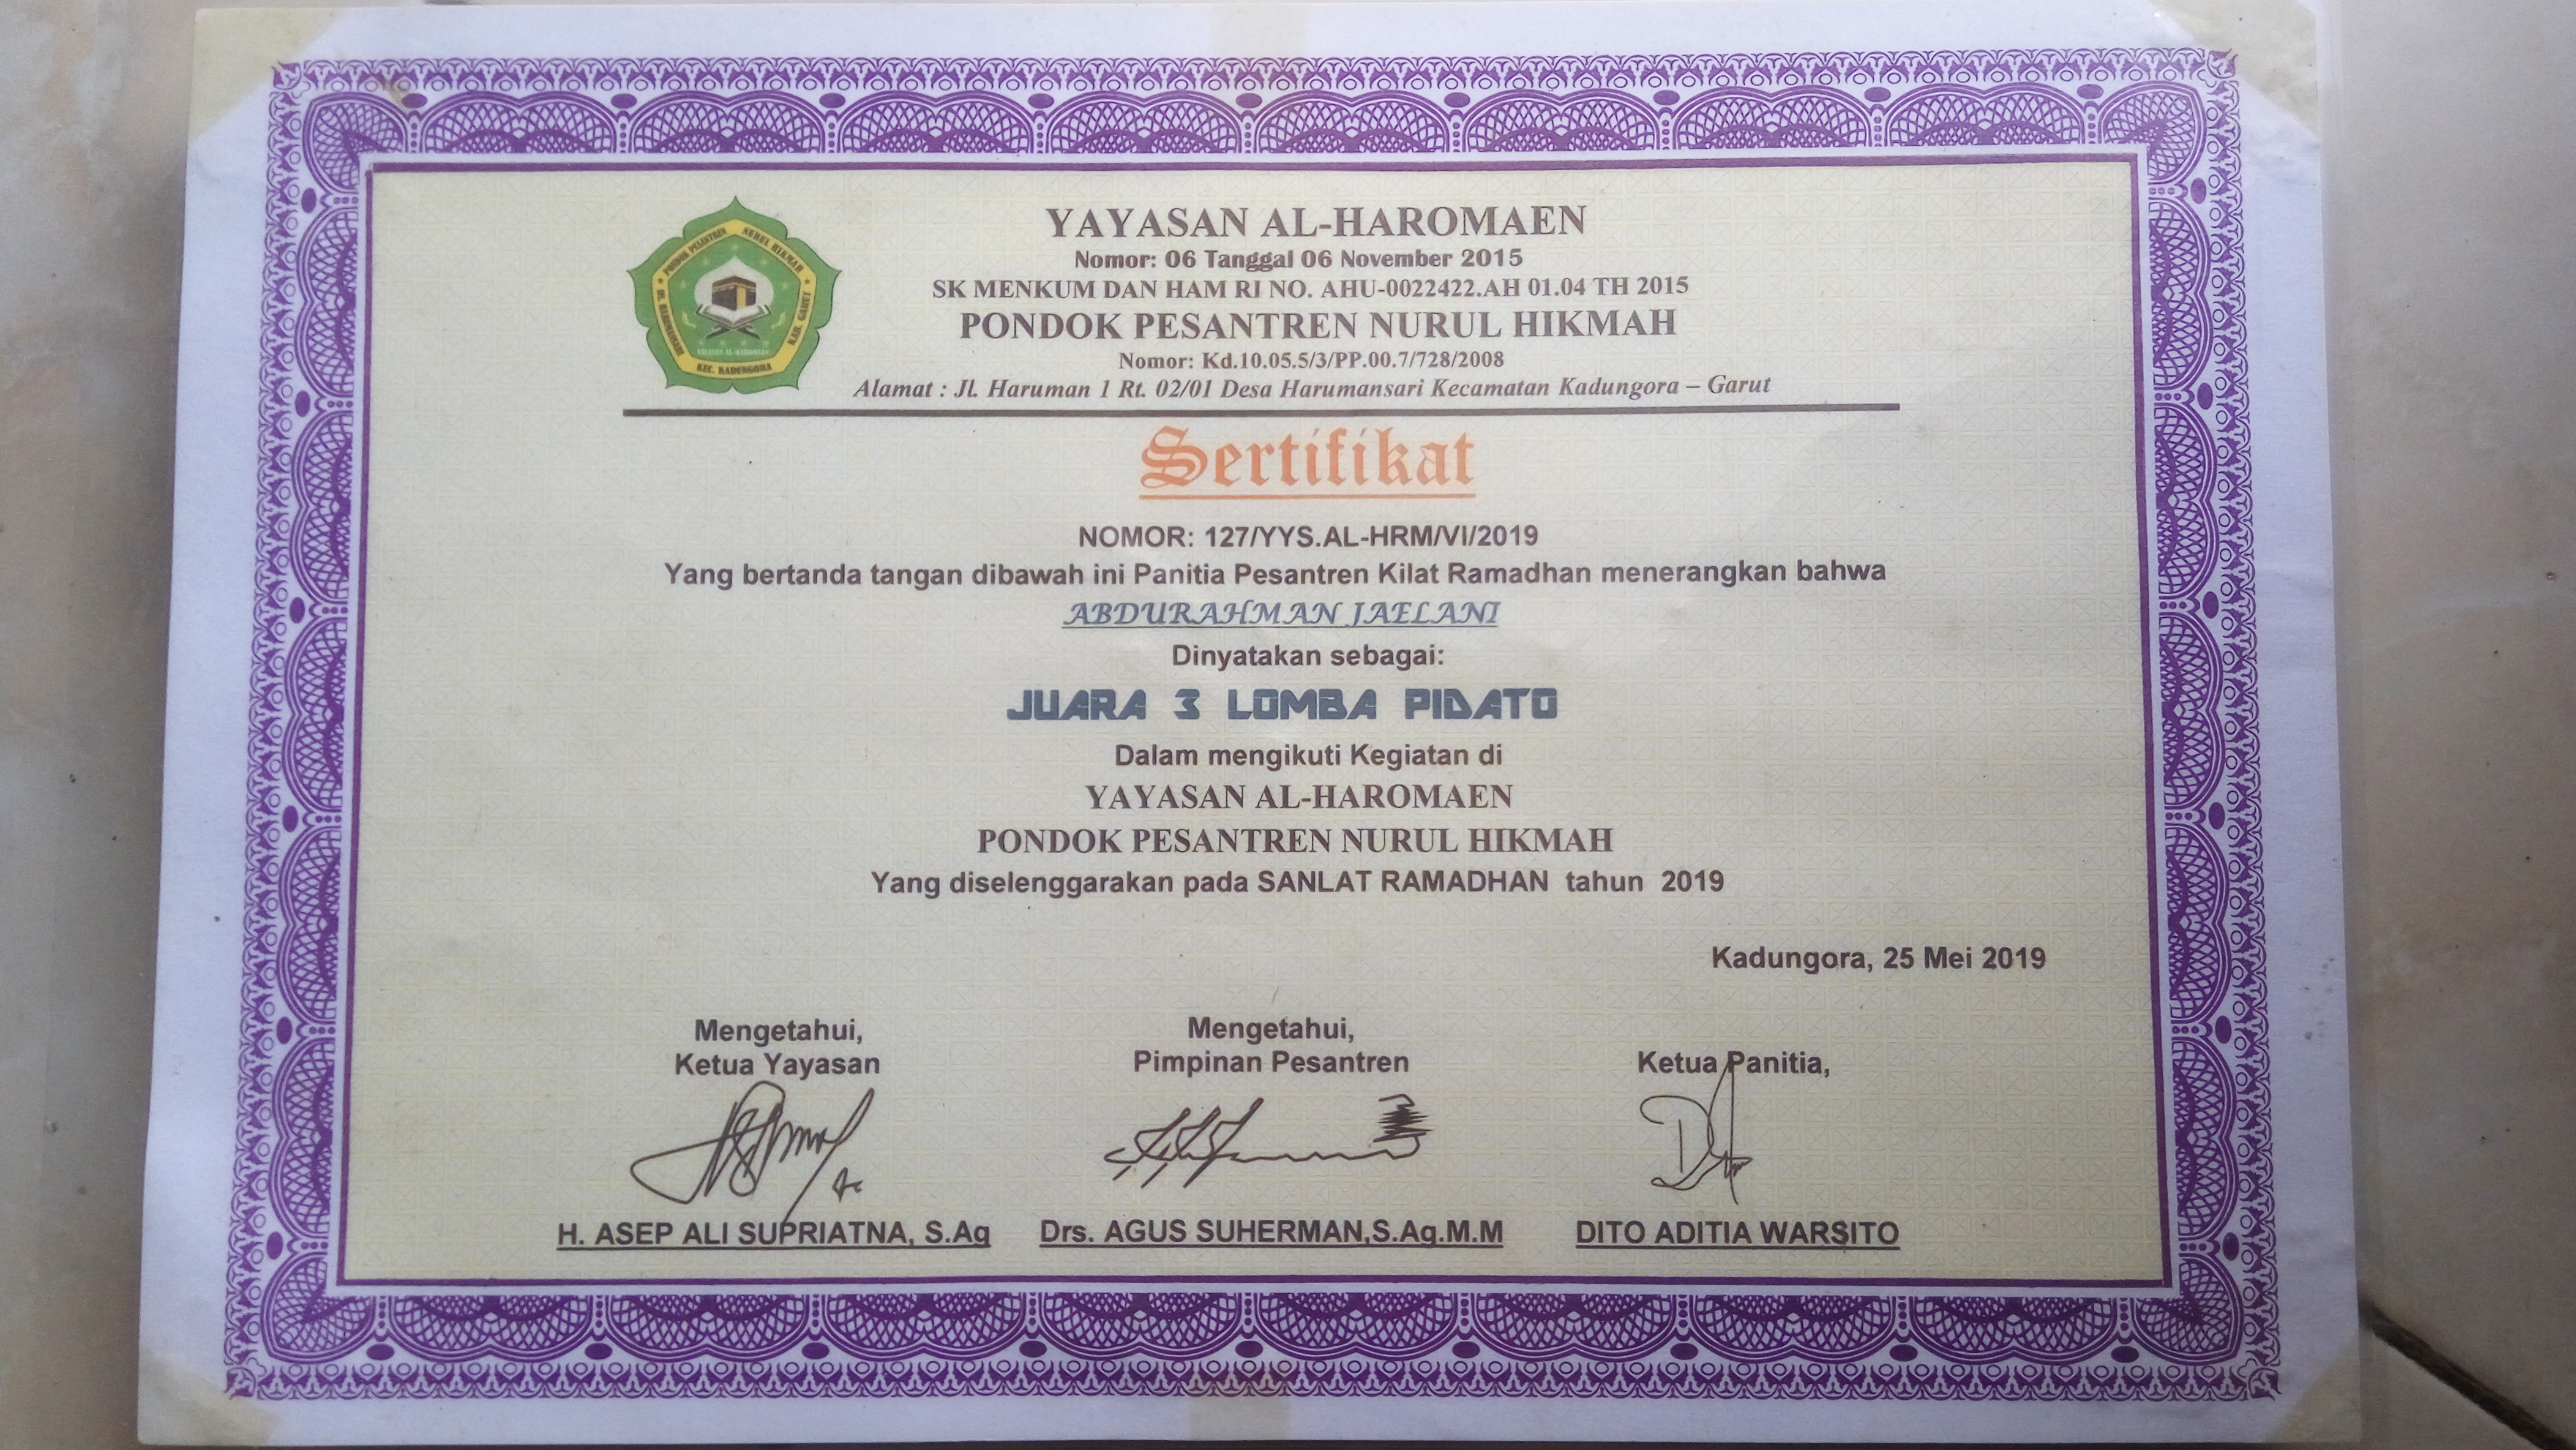 YAYASAN AL-HAROMAEN
Nomor: 06 Tanggal 06 November 2015
SK MENKUM DAN HAM RI NO. AHU-0022422.AH 01.04 TH 2015
PONDOK PESANTREN NURUL HIKMAH
Nomor: Kd.10.05.5/3/PP.00.7/728/2008
Alamat : Jl. Haruman 1 Rt. 02/01 Desa Harumansari Kecamatan Kadungora – Garut
PONDOK PESANTREN NURUL HIKMAH
KAB. GARUT
YAYASAN AL-HAROMAEN
KEC. KADUNGORA
Sertifikat
NOMOR: 127/YYS.AL-HRM/VI/2019
Yang bertanda tangan dibawah ini Panitia Pesantren Kilat Ramadhan menerangkan bahwa
ABDURAHMAN JAELANI
Dinyatakan sebagai:
JUARA 3 LOMBA PIDATO
Dalam mengikuti Kegiatan di
YAYASAN AL-HAROMAEN
PONDOK PESANTREN NURUL HIKMAH
Yang diselenggarakan pada SANLAT RAMADHAN tahun 2019
Kadungora, 25 Mei 2019
Mengetahui,
Ketua Yayasan
H. ASEP ALI SUPRIATNA, S.Ag
Mengetahui,
Pimpinan Pesantren
Drs. AGUS SUHERMAN,S.Ag.M.M
Ketua Panitia,
DITO ADITIA WARSITO